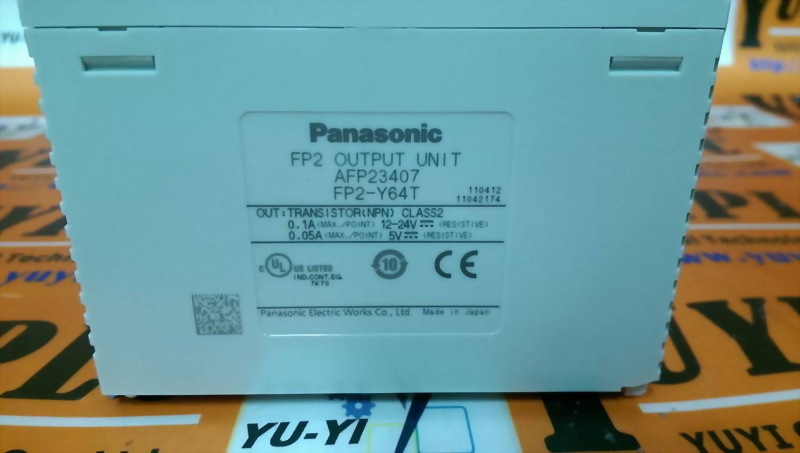 Panasonic
FP2 OUTPUT UNIT
AFP23407
FP2-Y64T
110412
11042174
OUT:TRANSISTOR(NPN) CLASS2
0.1A(MAX./POINT) 12-24V (RESISTIVE)
0.05A(MAX./POINT) 5V (RESISTIVE)
C UL US LISTED
IND.CONT.EQ.
7K70
10
CE
Panasonic Electric Works Co., Ltd Made in Japan
YU-YI